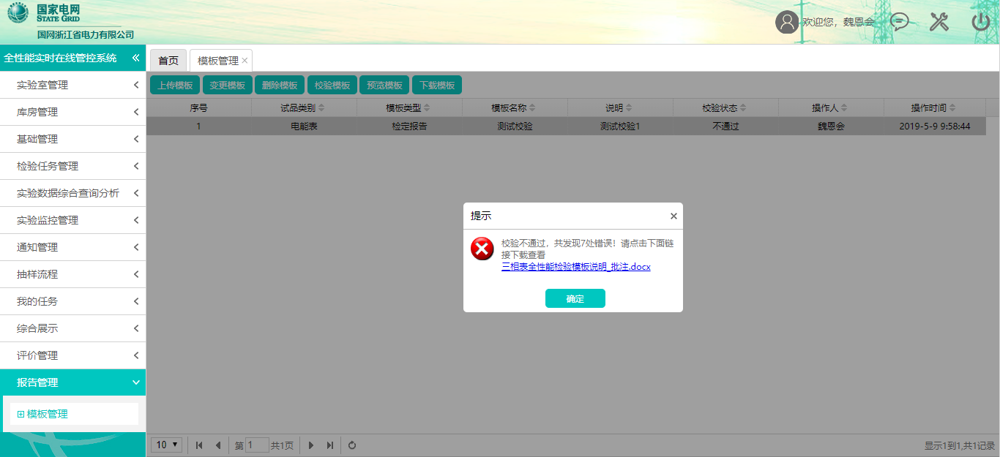 国家电网
STATE GRID
国网浙江省电力有限公司
欢迎您，魏恩会
全性能实时在线管控系统
首页
模板管理
上传模板 变更模板 删除模板 校验模板 预览模板 下载模板
序号 试品类别 模板类型 模板名称 说明 校验状态 操作人 操作时间
1 电能表 检定报告 测试校验 测试校验1 不通过 魏恩会 2019-5-9 9:58:44
实验室管理
库房管理
基础管理
检验任务管理
实验数据综合查询分析
实验监控管理
通知管理
抽样流程
我的任务
综合展示
评价管理
报告管理
模板管理
提示
校验不通过，共发现7处错误！请点击下面链
接下载查看
三相表全性能检验模板说明_批注.docx
确定
10 第 1 共1页
显示1到1,共1记录